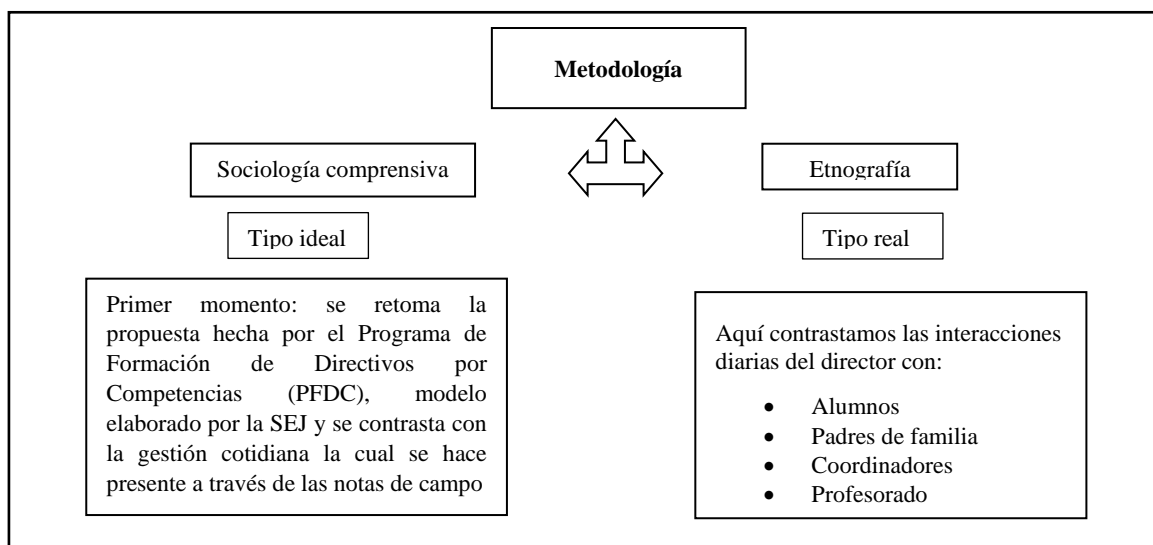 Metodología
Sociología comprensiva
Etnografía
Tipo ideal
Tipo real
Primer momento: se retoma la
propuesta hecha por el Programa de
Formación de Directivos por
Competencias (PFDC), modelo
elaborado por la SEJ y se contrasta con
la gestión cotidiana la cual se hace
presente a través de las notas de campo
Aquí contrastamos las interacciones
diarias del director con:
• Alumnos
• Padres de familia
• Coordinadores
• Profesorado